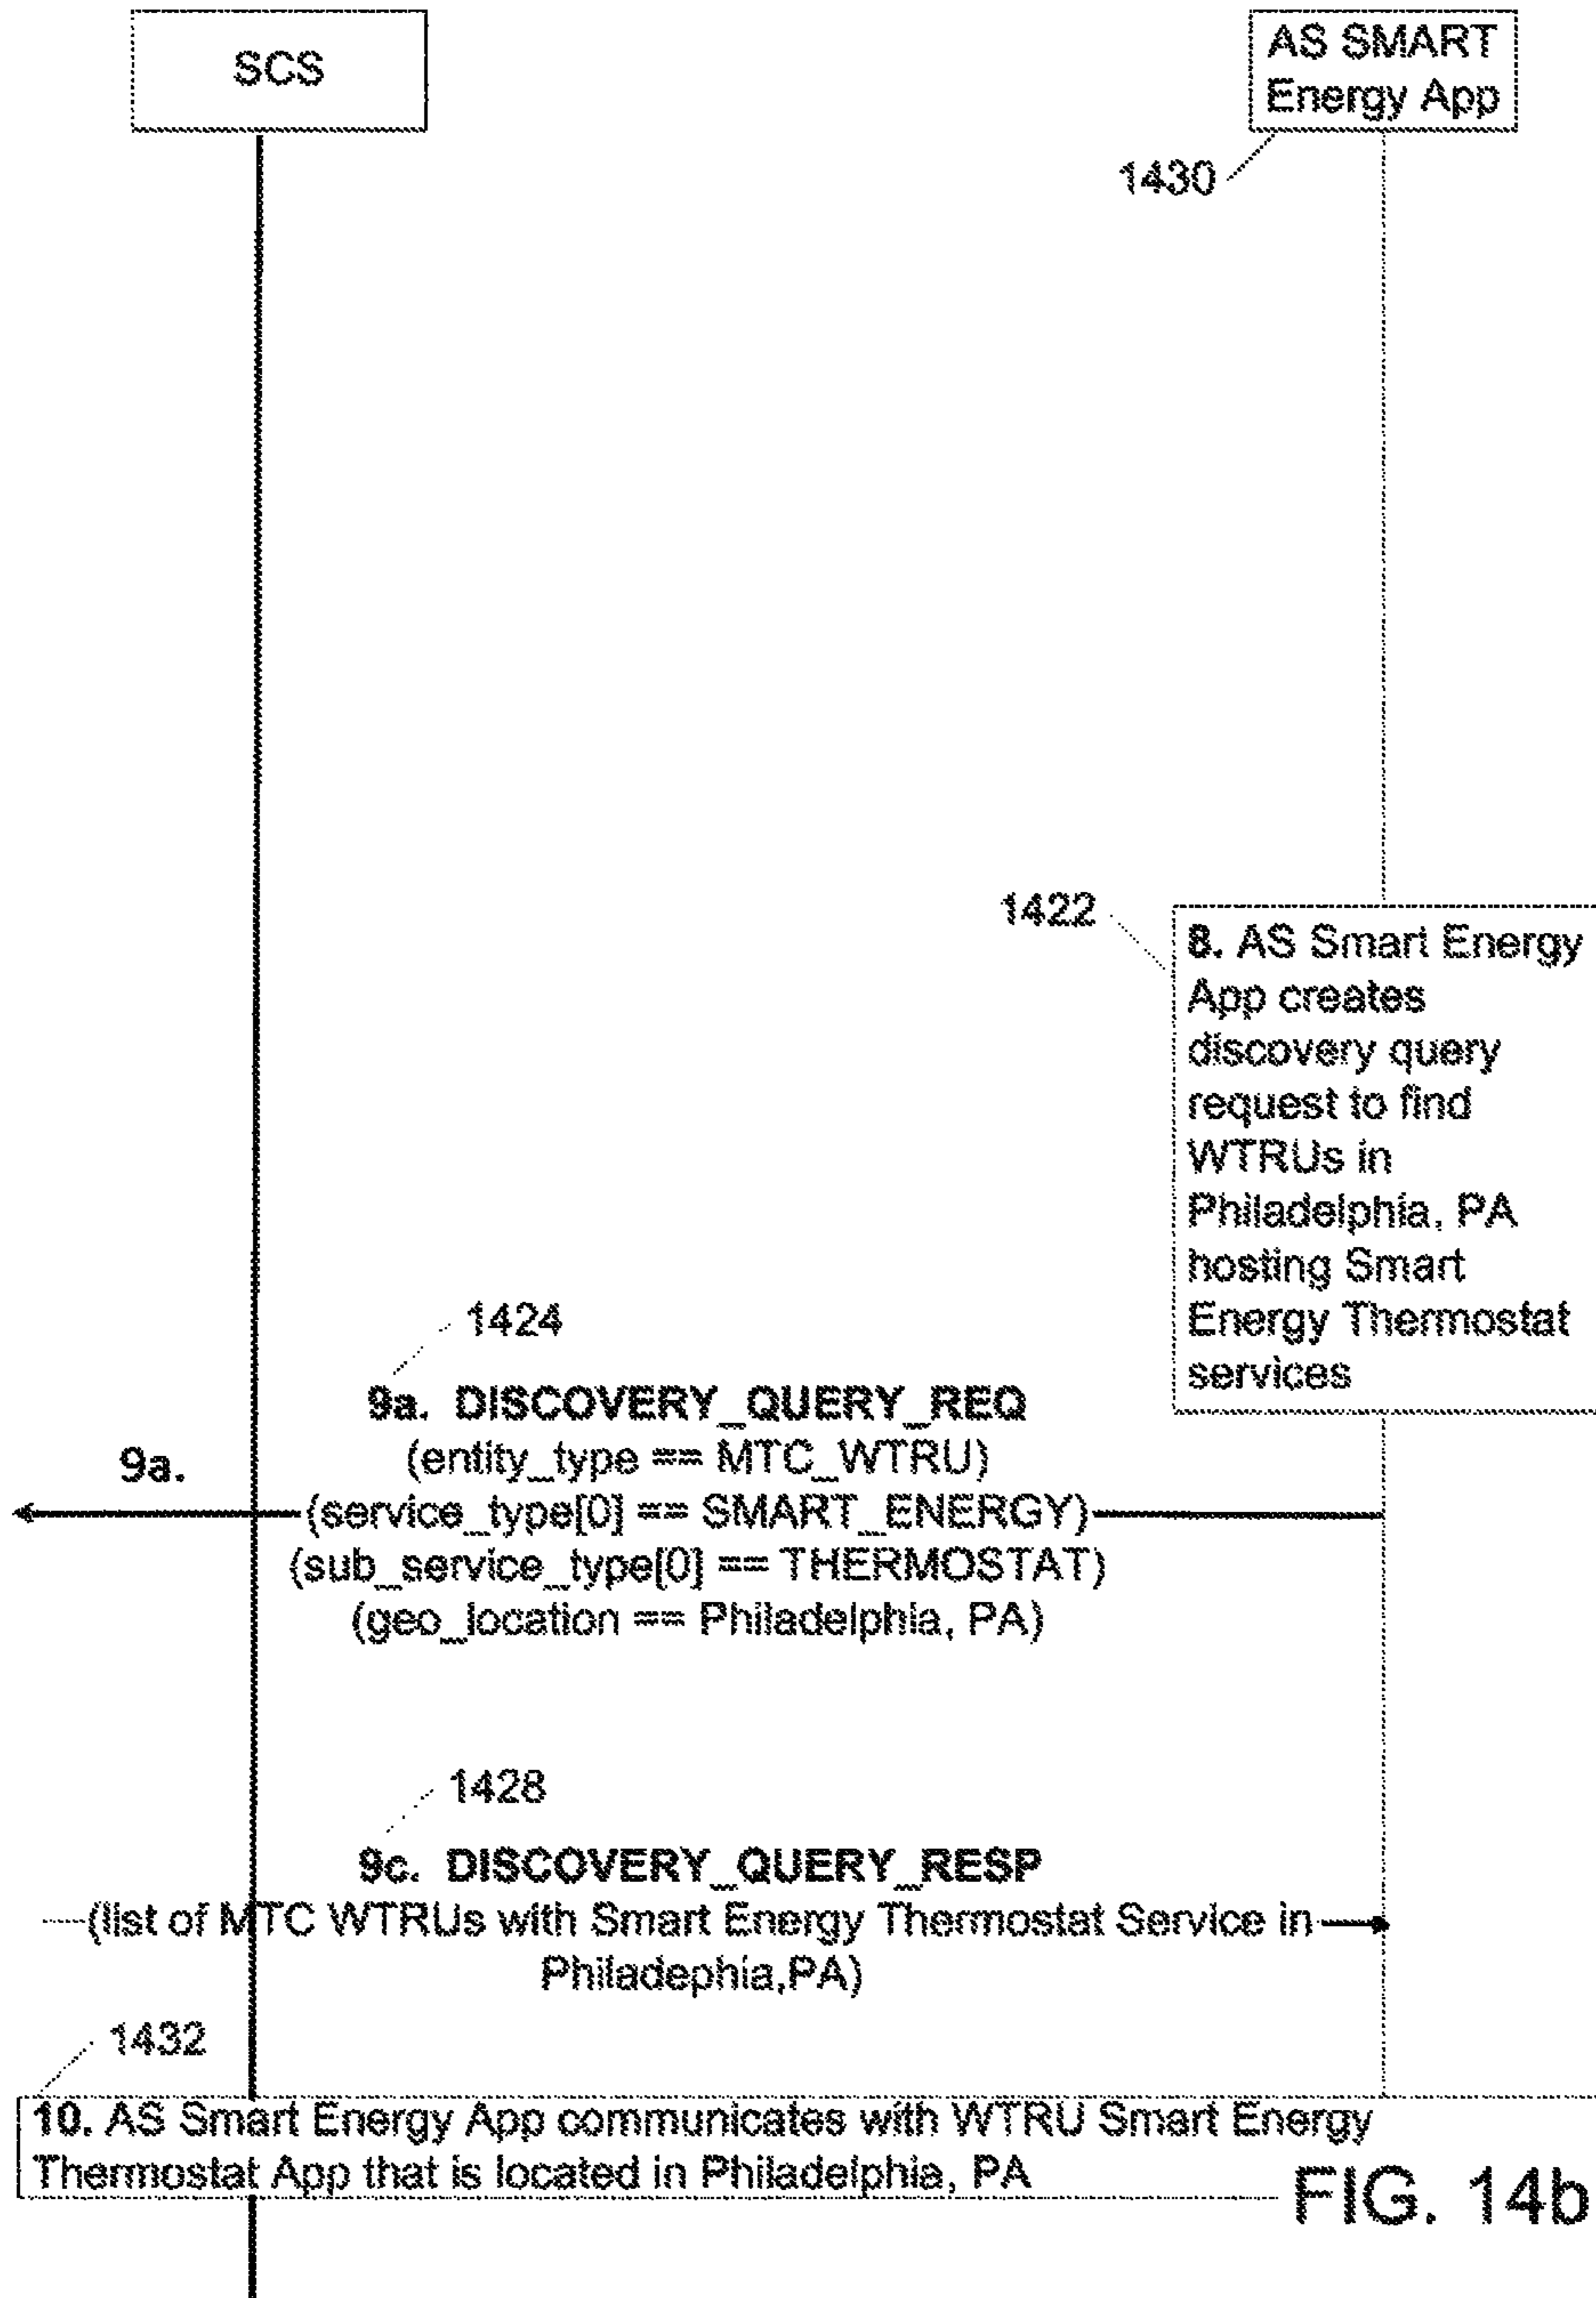 SCS
AS SMART
Energy App
1430
1422
8. AS Smart Energy
App creates
discovery query
request to find
WTRUs in
Philadelphia, PA
hosting Smart
Energy Thermostat
services
1424
9a. DISCOVERY_QUERY_REQ
(entity_type == MTC_WTRU)
9a.
(service_type[0] == SMART_ENERGY)
(sub_service_type[0] == THERMOSTAT)
(geo_location == Philadelphia, PA)
1428
9c. DISCOVERY_QUERY_RESP
(list of MTC WTRUs with Smart Energy Thermostat Service in
Philadephia,PA)
1432
10. AS Smart Energy App communicates with WTRU Smart Energy
Thermostat App that is located in Philadelphia, PA
FIG. 14b